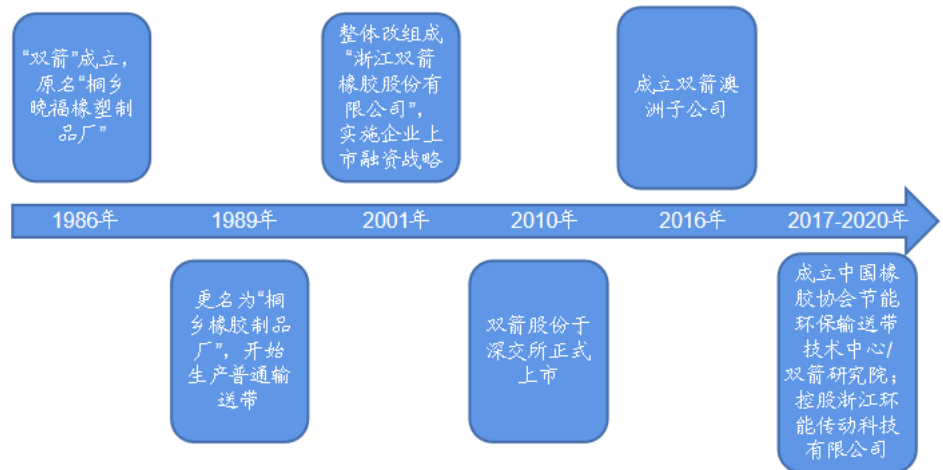 “双箭”成立，
原名“桐乡
晚福橡塑制
品厂”
整体改组成
“浙江双箭
橡胶股份有
限公司”，
实施企业上
市融资战略
成立双箭澳
洲子公司
1986年
1989年
2001年
2010年
2016年
2017-2020年
更名为“桐
乡橡胶制品
厂”，开始
生产普通输
送带
双箭股份于
深交所正式
上市
成立中国橡
胶协会节能
环保输送带
技术中心/
双箭研究院；
控股浙江环
能传动科技
有限公司